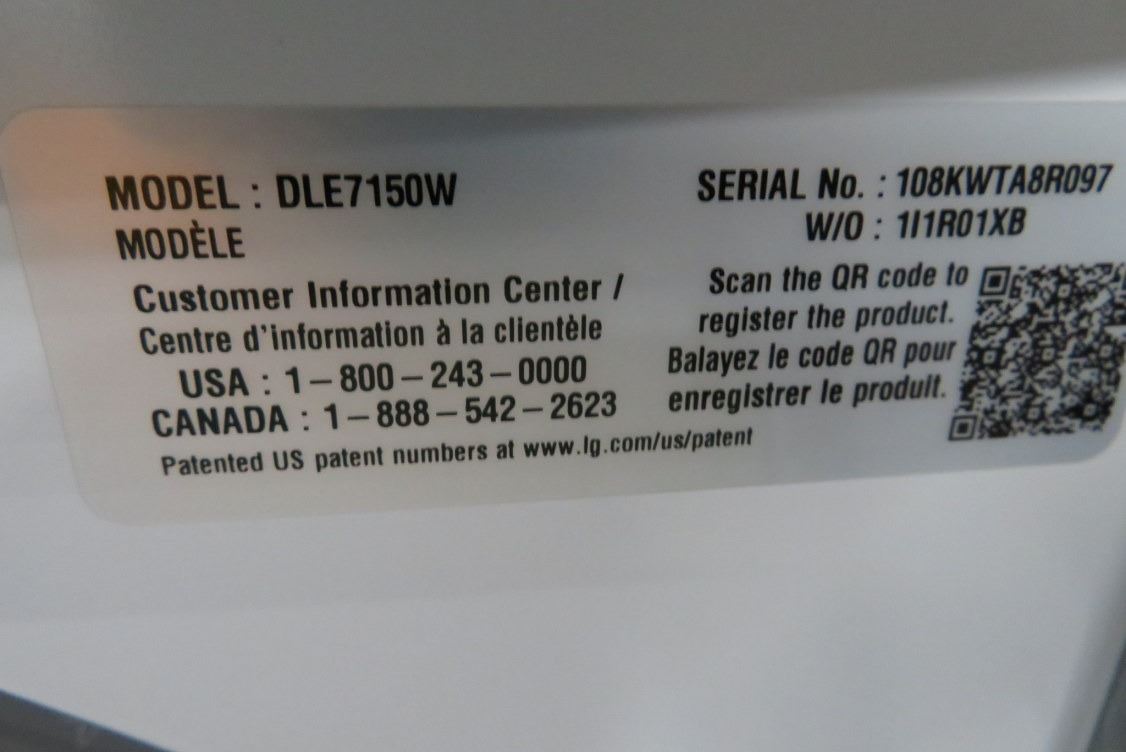 MODEL : DLE7150W
MODÈLE
SERIAL No. : 108KWTA8R097
W/O : 1I1R01XB
Customer Information Center /
Centre d'information à la clientèle
USA : 1-800-243-0000
CANADA : 1-888-542-2623
Patented US patent numbers at www.lg.com/us/patent
Scan the QR code to
register the product.
Balayez le code QR pour
enregistrer le produit.